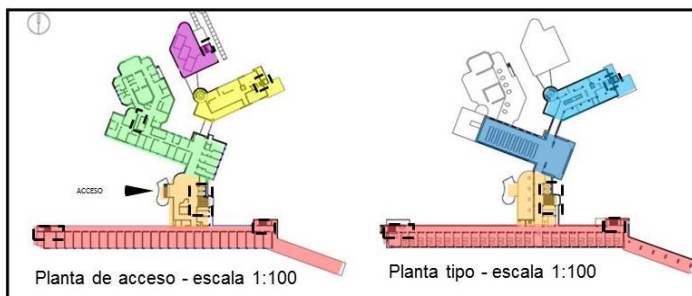 ACCESO
Planta de acceso - escala 1:100
Planta tipo - escala 1:100